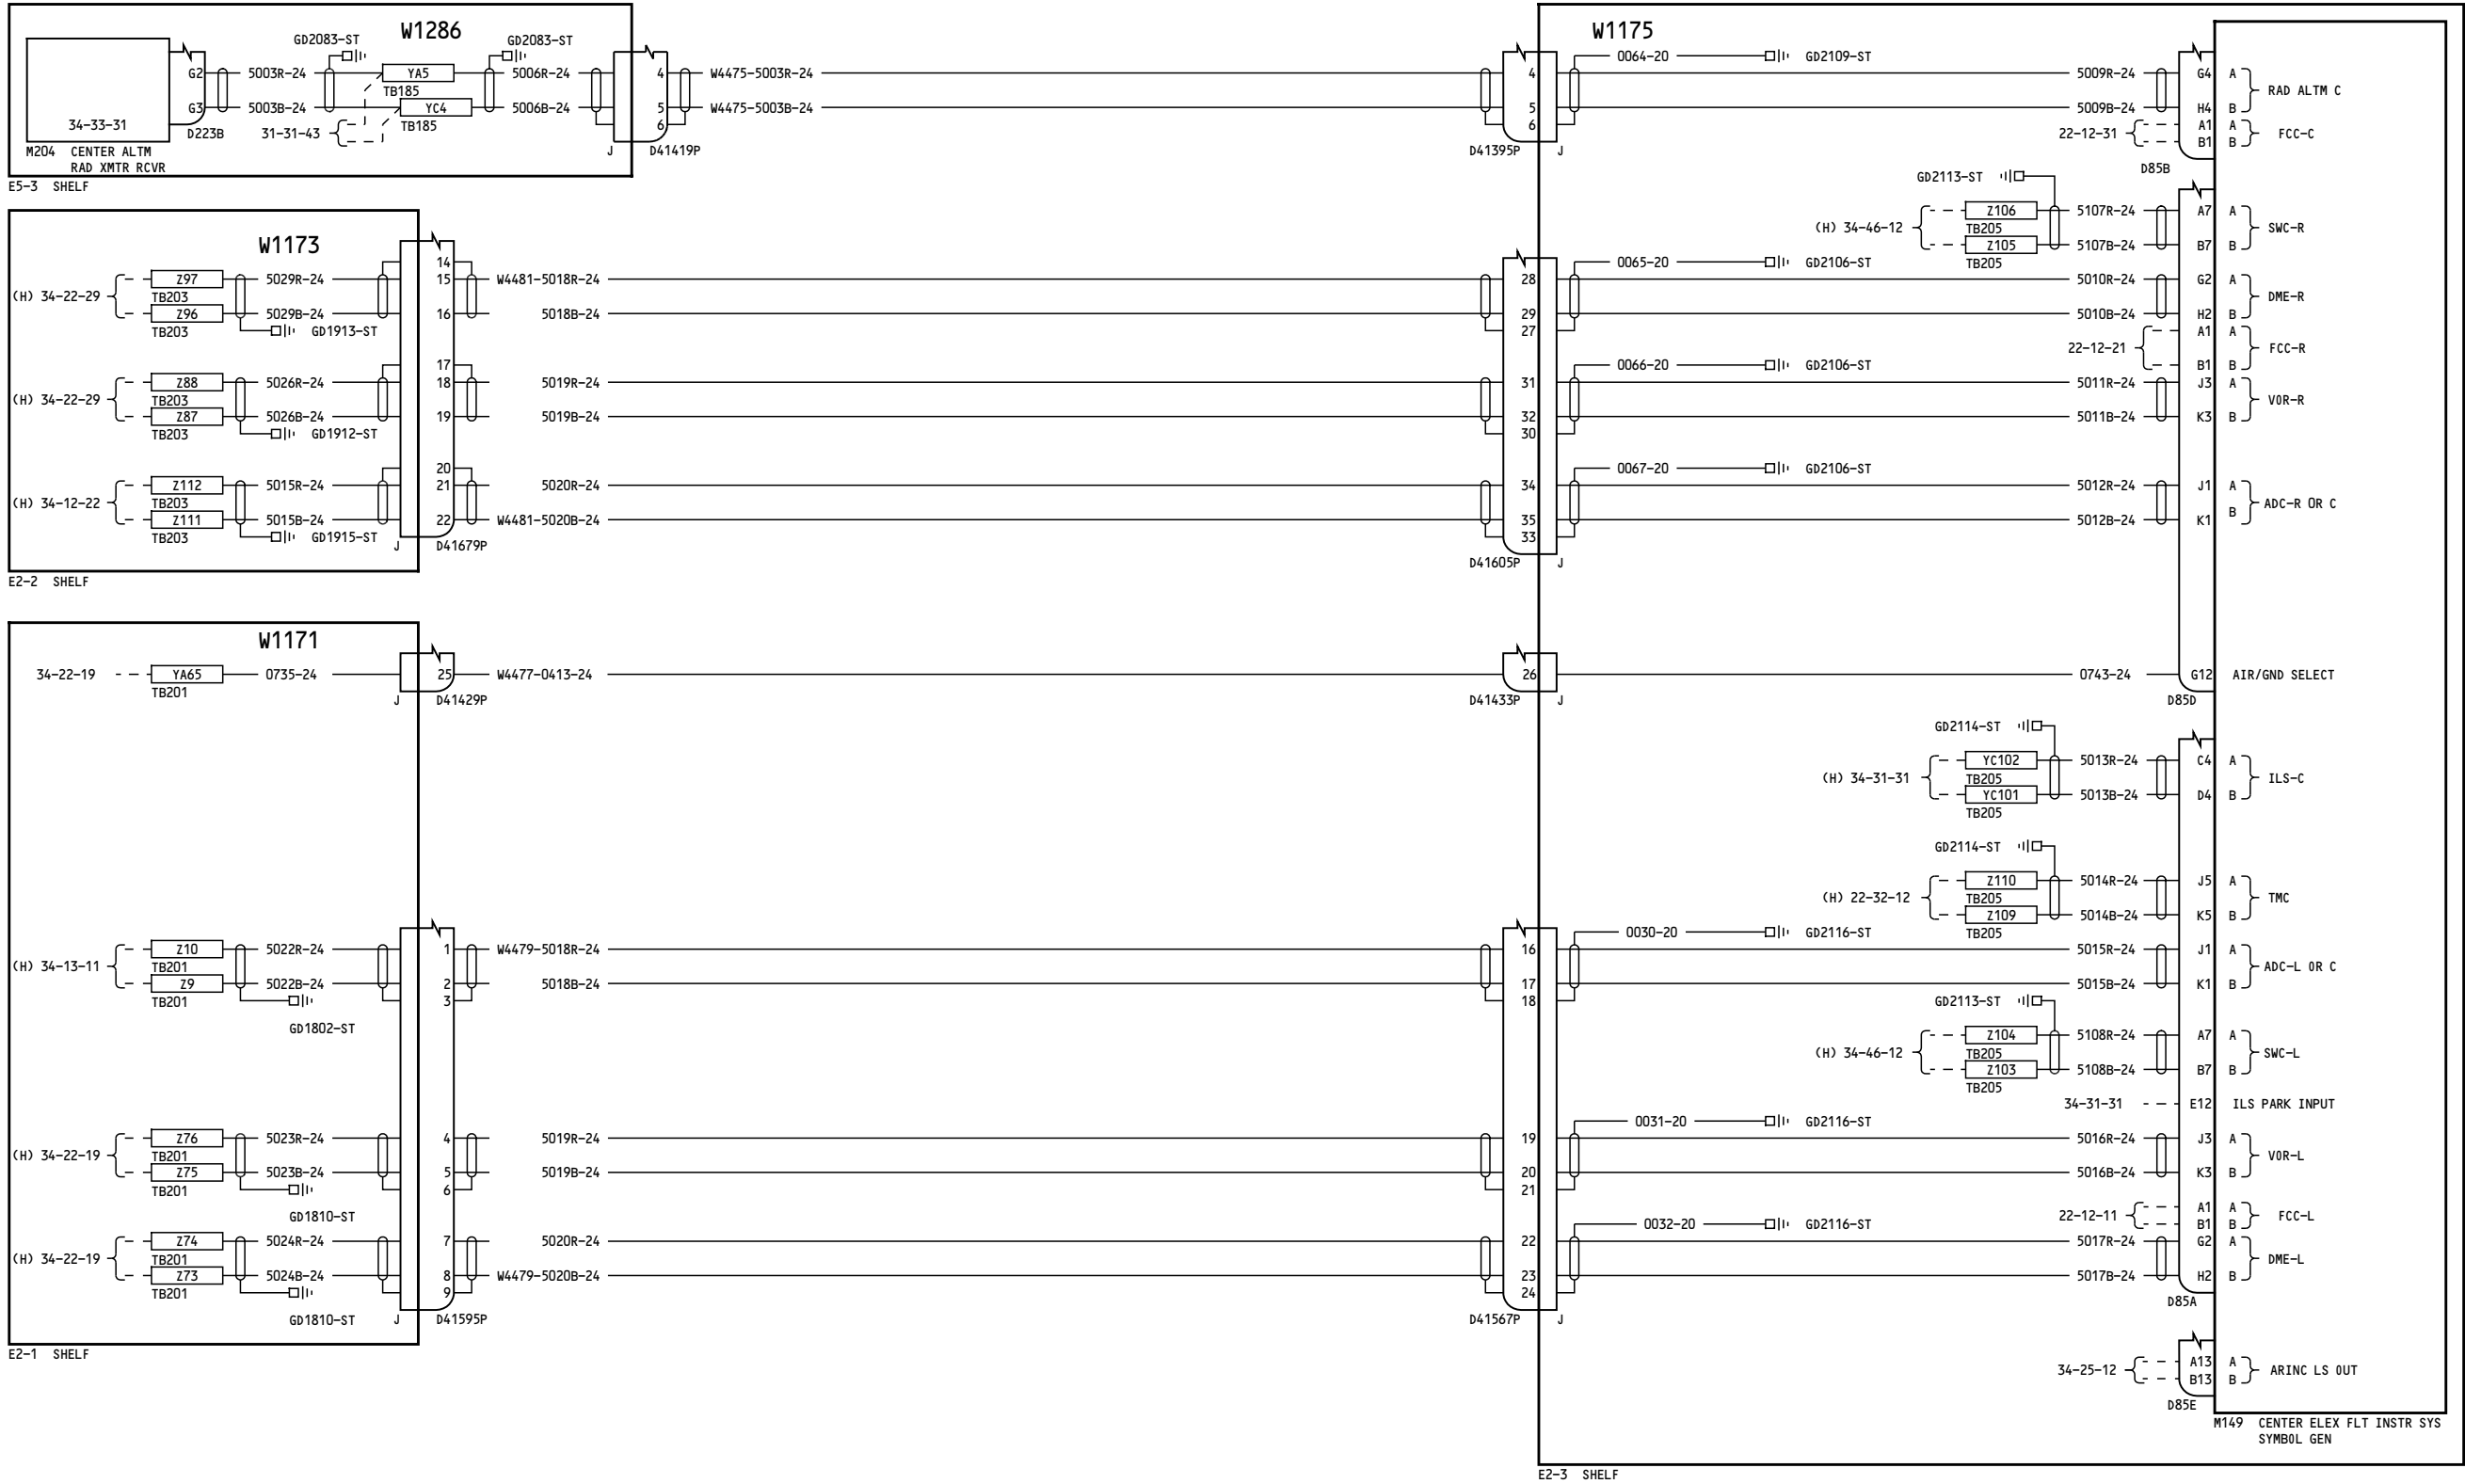 W1286
GD2083-ST
GD2083-ST
G2
5003R-24
YA5
5006R-24
4
W4475-5003R-24
TB185
G3
5003B-24
YC4
5006B-24
5
W4475-5003B-24
34-33-31
D223B
31-31-43
TB185
6
M204 CENTER ALTM
RAD XMTR RCVR
J
D41419P
E5-3 SHELF
W1175
0064-20
GD2109-ST
4
5009R-24
G4
A
RAD ALTM C
5
5009B-24
H4
B
6
22-12-31
A1
A
FCC-C
B1
B
D41395P
J
D85B
GD2113-ST
(H) 34-46-12
Z106
5107R-24
A7
A
SWC-R
TB205
Z105
5107B-24
B7
B
TB205
W1173
14
(H) 34-22-29
Z97
5029R-24
15
W4481-5018R-24
TB203
Z96
5029B-24
16
5018B-24
TB203
GD1913-ST
17
(H) 34-22-29
Z88
5026R-24
18
5019R-24
TB203
Z87
5026B-24
19
5019B-24
TB203
GD1912-ST
20
(H) 34-12-22
Z112
5015R-24
21
5020R-24
TB203
Z111
5015B-24
22
W4481-5020B-24
TB203
GD1915-ST
J
D41679P
E2-2 SHELF
0065-20
GD2106-ST
28
5010R-24
G2
A
DME-R
29
5010B-24
H2
B
27
22-12-21
A1
A
FCC-R
B1
B
0066-20
GD2106-ST
31
5011R-24
J3
A
VOR-R
32
5011B-24
K3
B
30
0067-20
GD2106-ST
34
5012R-24
J1
A
ADC-R OR C
35
5012B-24
K1
B
33
D41605P
J
W1171
34-22-19
YA65
0735-24
25
W4477-0413-24
26
0743-24
G12
AIR/GND SELECT
TB201
J
D41429P
D41433P
J
D85D
GD2114-ST
(H) 34-31-31
YC102
5013R-24
C4
A
ILS-C
TB205
YC101
5013B-24
D4
B
TB205
GD2114-ST
(H) 22-32-12
Z110
5014R-24
J5
A
TMC
TB205
Z109
5014B-24
K5
B
TB205
(H) 34-13-11
Z10
5022R-24
1
W4479-5018R-24
TB201
Z9
5022B-24
2
5018B-24
TB201
3
GD1802-ST
0030-20
GD2116-ST
16
5015R-24
J1
A
ADC-L OR C
17
5015B-24
K1
B
18
GD2113-ST
(H) 34-46-12
Z104
5108R-24
A7
A
SWC-L
TB205
Z103
5108B-24
B7
B
TB205
34-31-31
E12
ILS PARK INPUT
(H) 34-22-19
Z76
5023R-24
4
5019R-24
TB201
Z75
5023B-24
5
5019B-24
TB201
6
GD1810-ST
0031-20
GD2116-ST
19
5016R-24
J3
A
VOR-L
20
5016B-24
K3
B
21
22-12-11
A1
A
FCC-L
B1
B
(H) 34-22-19
Z74
5024R-24
7
5020R-24
TB201
Z73
5024B-24
8
W4479-5020B-24
TB201
9
GD1810-ST
J
D41595P
E2-1 SHELF
0032-20
GD2116-ST
22
5017R-24
G2
A
DME-L
23
5017B-24
H2
B
24
D41567P
J
D85A
34-25-12
A13
A
ARINC LS OUT
B13
B
D85E
M149 CENTER ELEX FLT INSTR SYS
SYMBOL GEN
E2-3 SHELF